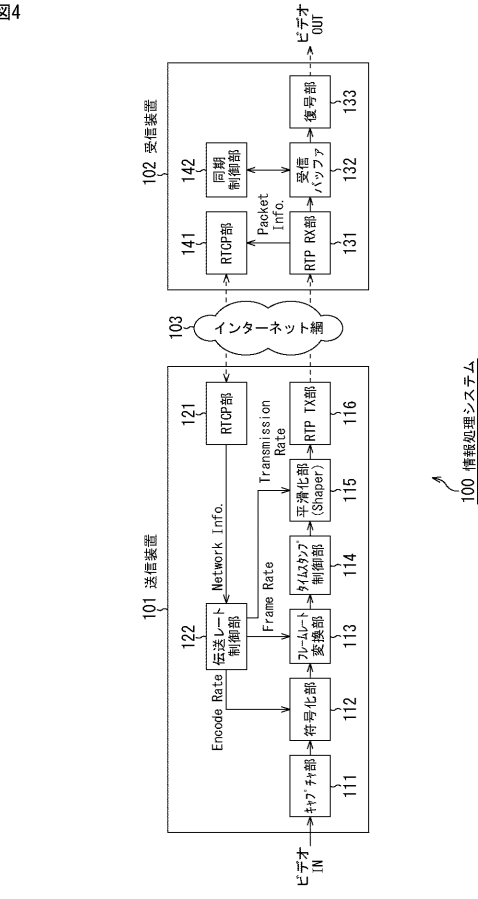 図4
101 送信装置
102 受信装置
122
伝送レート
制御部
Network Info.
121
RTCP部
103
インターネット網
141
RTCP部
142
同期
制御部
Encode Rate
Frame Rate
Transmission
Rate
Packet
Info.
ビデオ
IN
キャプチャ部
111
符号化部
112
フレームレート
変換部
113
タイムスタンプ
制御部
114
平滑化部
(Shaper)
115
RTP TX部
116
RTP RX部
131
受信
バッファ
132
復号部
133
ビデオ
OUT
100 情報処理システム